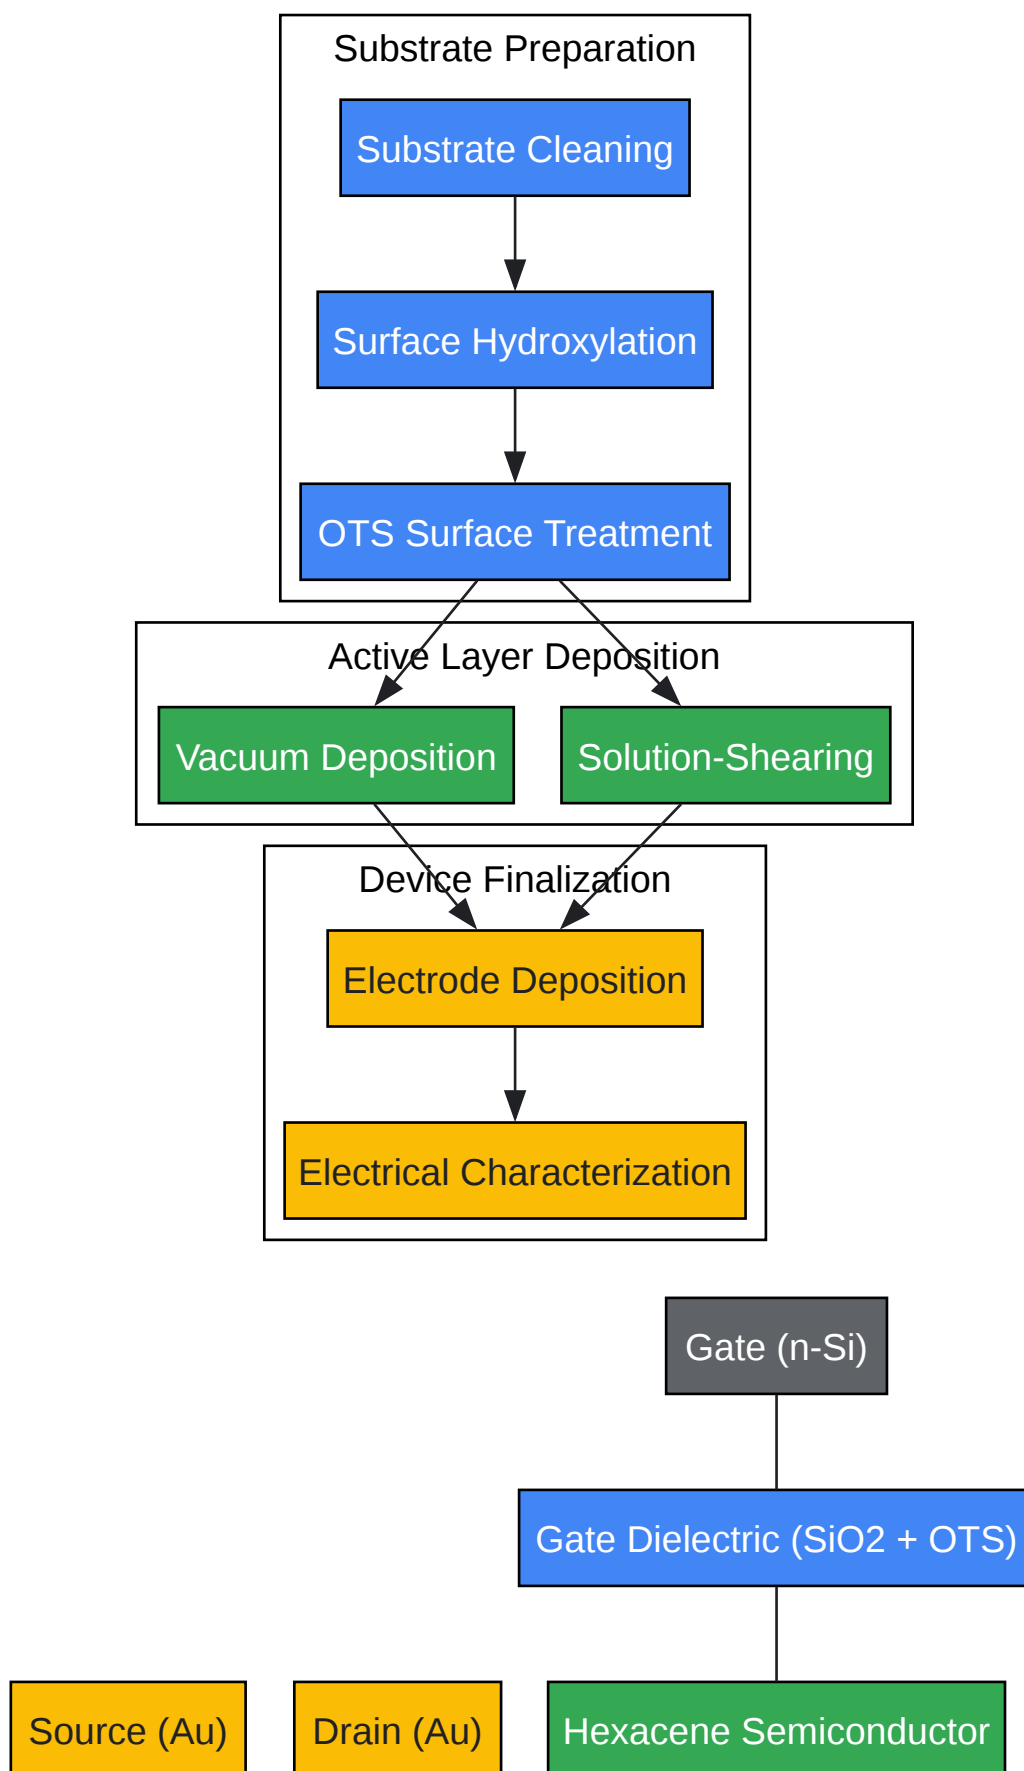 Substrate Preparation
Substrate Cleaning
Surface Hydroxylation
OTS Surface Treatment
Active Layer Deposition
Vacuum Deposition
Solution-Shearing
Device Finalization
Electrode Deposition
Electrical Characterization
Gate (n-Si)
Gate Dielectric (SiO2 + OTS)
Source (Au)
Drain (Au)
Hexacene Semiconductor